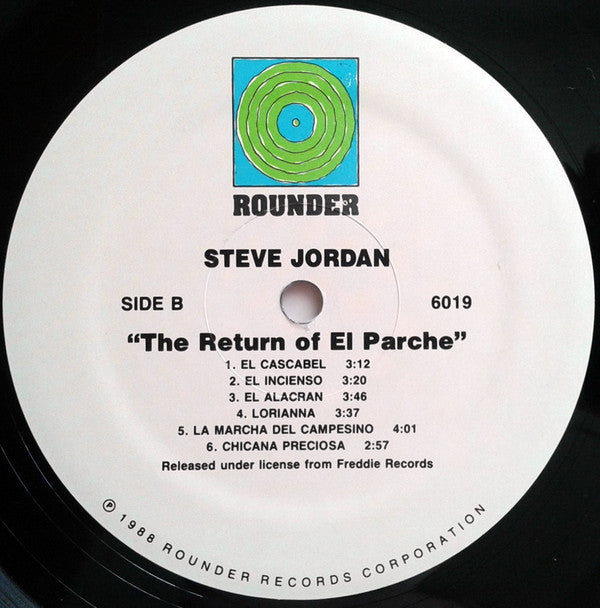 ROUNDER
STEVE JORDAN
SIDE B 6019
“The Return of El Parche”
1. EL CASCABEL 3:12
2. EL INCIENSO 3:20
3. EL ALACRAN 3:46
4. LORIANNA 3:37
5. LA MARCHA DEL CAMPESINO 4:01
6. CHICANA PRECIOSA 2:57
Released under license from Freddie Records
℗ 1988 ROUNDER RECORDS CORPORATION